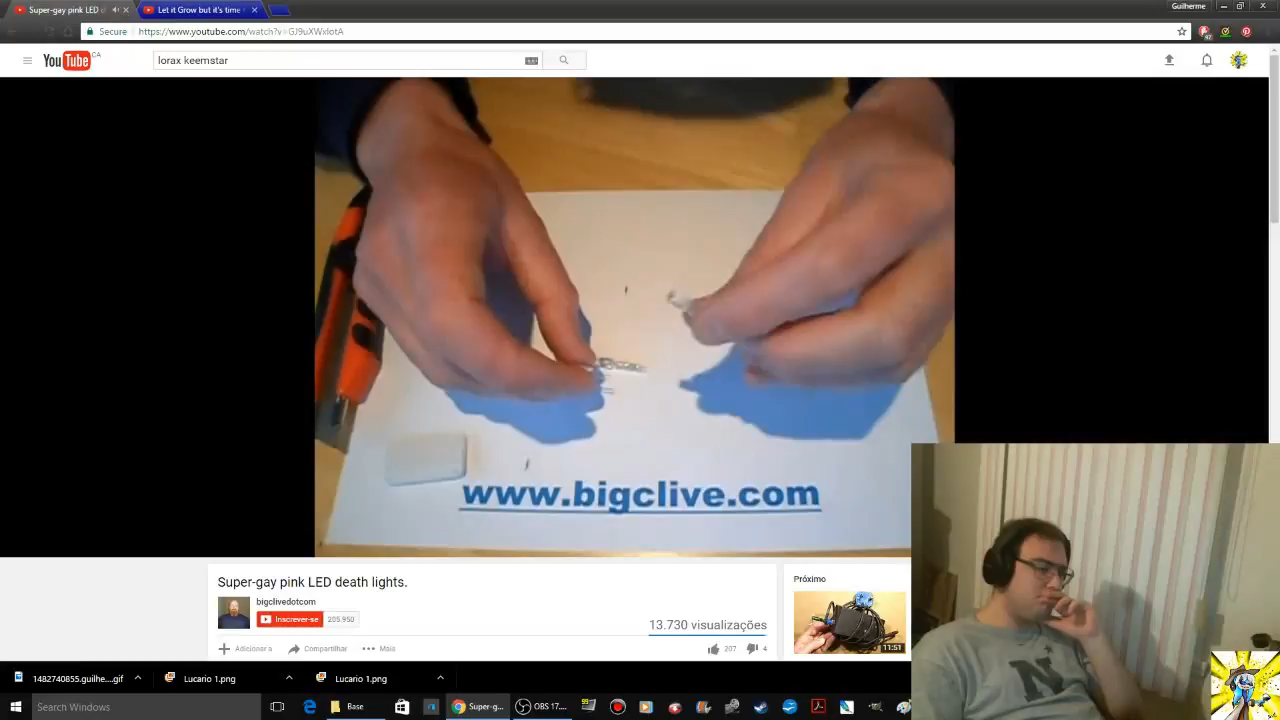 Super-gay pink LED d
Let it Grow but it's time
Guilherme
Secure
https://www.youtube.com/watch?v=GJ9uXWxlotA
YouTube CA
lorax keemstar
www.bigclive.com
Super-gay pink LED death lights.
bigclivedotcom
Inscrever-se 205.950
13.730 visualizações
Adicionar a
Compartilhar
Mais
207
4
Próximo
11:51
N
1482740855.guilhe....gif
Lucario 1.png
Lucario 1.png
Search Windows
Base
Super-g...
OBS 17....